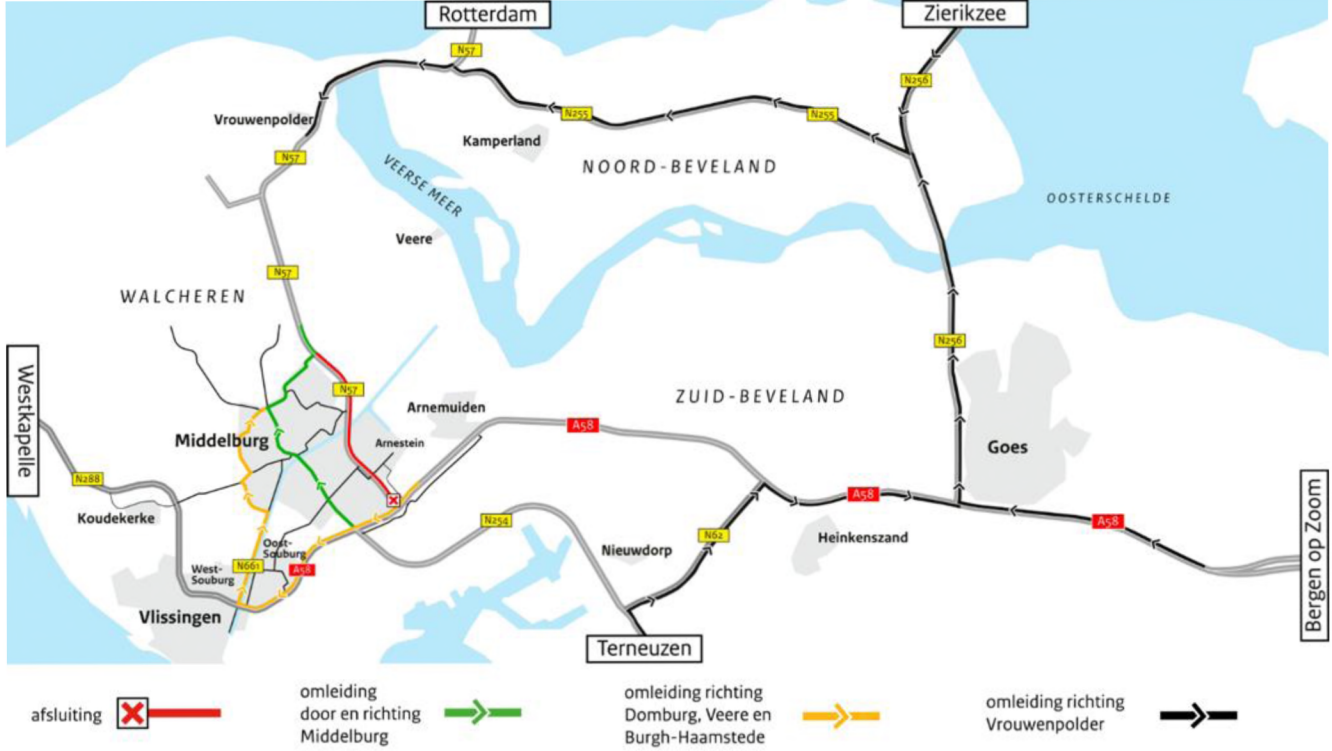 Rotterdam
Zierikzee
N57
N256
Vrouwenpolder
N255
N255
Kamperland
N57
VEERSE MEER
NOORD-BEVELAND
OOSTERSCHELDE
Veere
N57
WALCHEREN
N256
Westkapelle
N57
ZUID-BEVELAND
Arnemuiden
A58
Middelburg
Arnestein
Goes
N288
A58
Bergen op Zoom
Koudekerke
N254
A58
N62
Heinkenszand
Oost-
Souburg
Nieuwdorp
West-
Souburg
N661
A58
Vlissingen
Terneuzen
afsluiting
omleiding
door en richting
Middelburg
omleiding richting
Domburg, Veere en
Burgh-Haamstede
omleiding richting
Vrouwenpolder